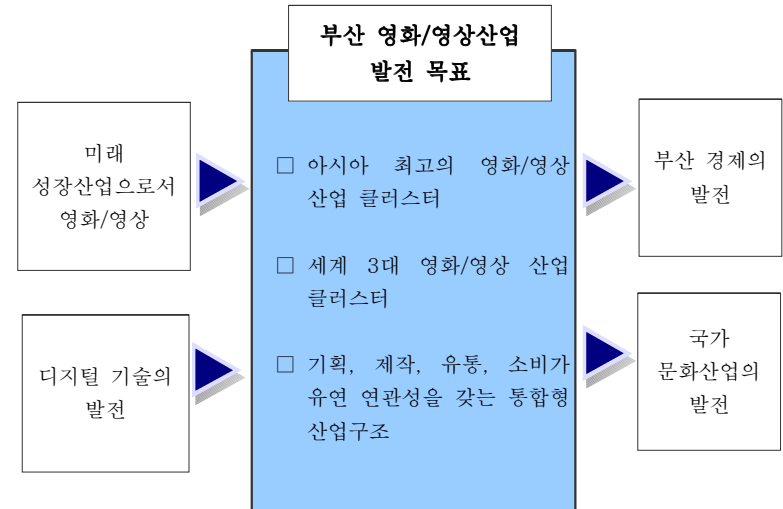 부산 영화/영상산업
발전 목표
미래
성장산업으로서
영화/영상
디지털 기술의
발전
□ 아시아 최고의 영화/영상
산업 클러스터
□ 세계 3대 영화/영상 산업
클러스터
□ 기획, 제작, 유통, 소비가
유연 연관성을 갖는 통합형
산업구조
부산 경제의
발전
국가
문화산업의
발전